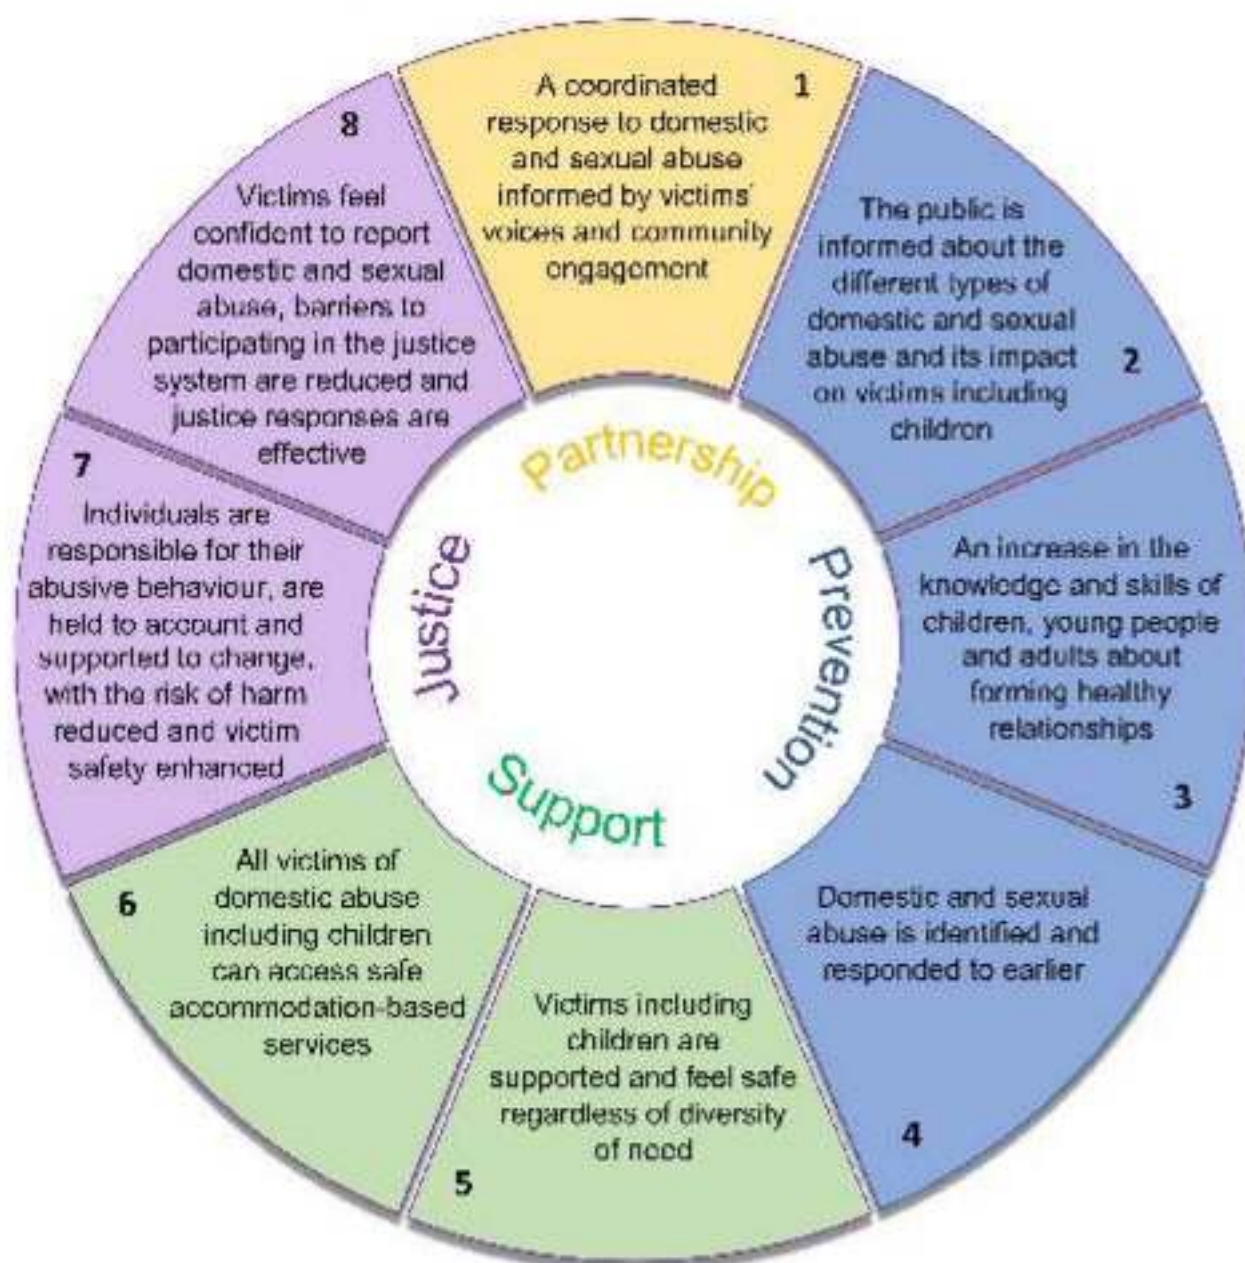 1
A coordinated
response to domestic
and sexual abuse
informed by victims'
voices and community
engagement
2
The public is
informed about the
different types of
domestic and sexual
abuse and its impact
on victims including
children
3
An increase in the
knowledge and skills of
children, young people
and adults about
forming healthy
relationships
4
Domestic and sexual
abuse is identified and
responded to earlier
5
Victims including
children are
supported and feel safe
regardless of diversity
of need
6
All victims of
domestic abuse
including children
can access safe
accommodation-based
services
7
Individuals are
responsible for their
abusive behaviour, are
held to account and
supported to change,
with the risk of harm
reduced and victim
safety enhanced
8
Victims feel
confident to report
domestic and sexual
abuse, barriers to
participating in the justice
system are reduced and
justice responses are
effective
Partnership
Prevention
Support
Justice